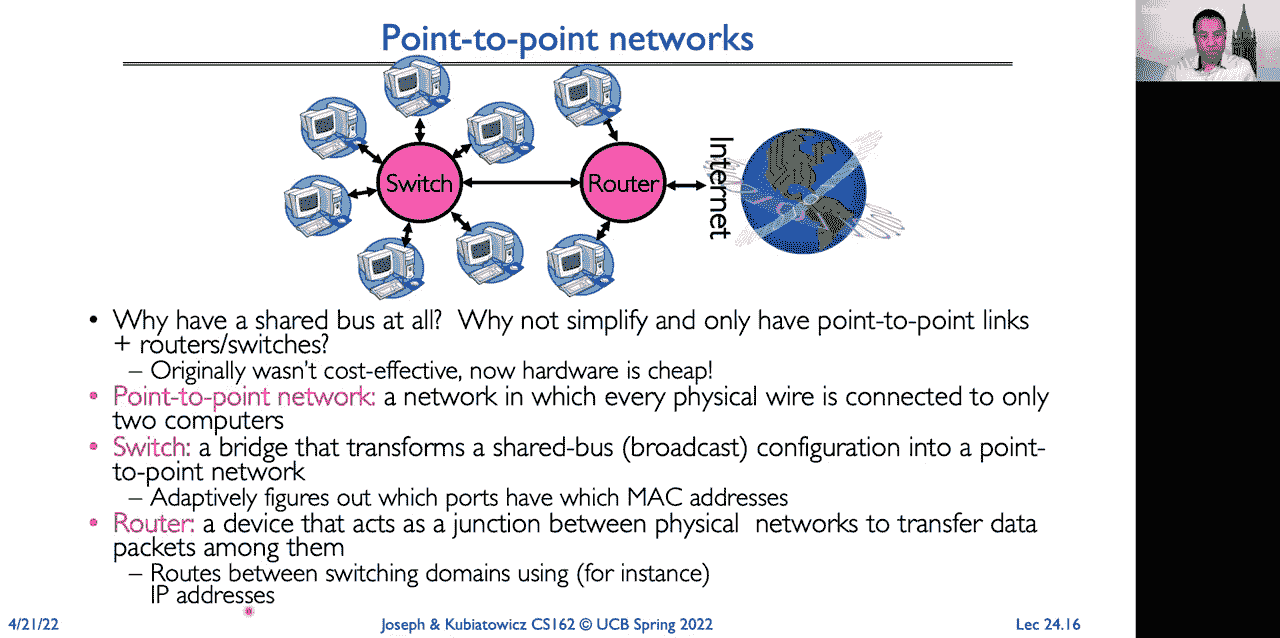 Point-to-point networks
Switch
Router
Internet
• Why have a shared bus at all?  Why not simplify and only have point-to-point links
+ routers/switches?
– Originally wasn't cost-effective, now hardware is cheap!
• Point-to-point network: a network in which every physical wire is connected to only
two computers
• Switch: a bridge that transforms a shared-bus (broadcast) configuration into a point-
to-point network
– Adaptively figures out which ports have which MAC addresses
• Router: a device that acts as a junction between physical  networks to transfer data
packets among them
– Routes between switching domains using (for instance)
IP addresses
4/21/22
Joseph & Kubiatowicz CS162 © UCB Spring 2022
Lec 24.16